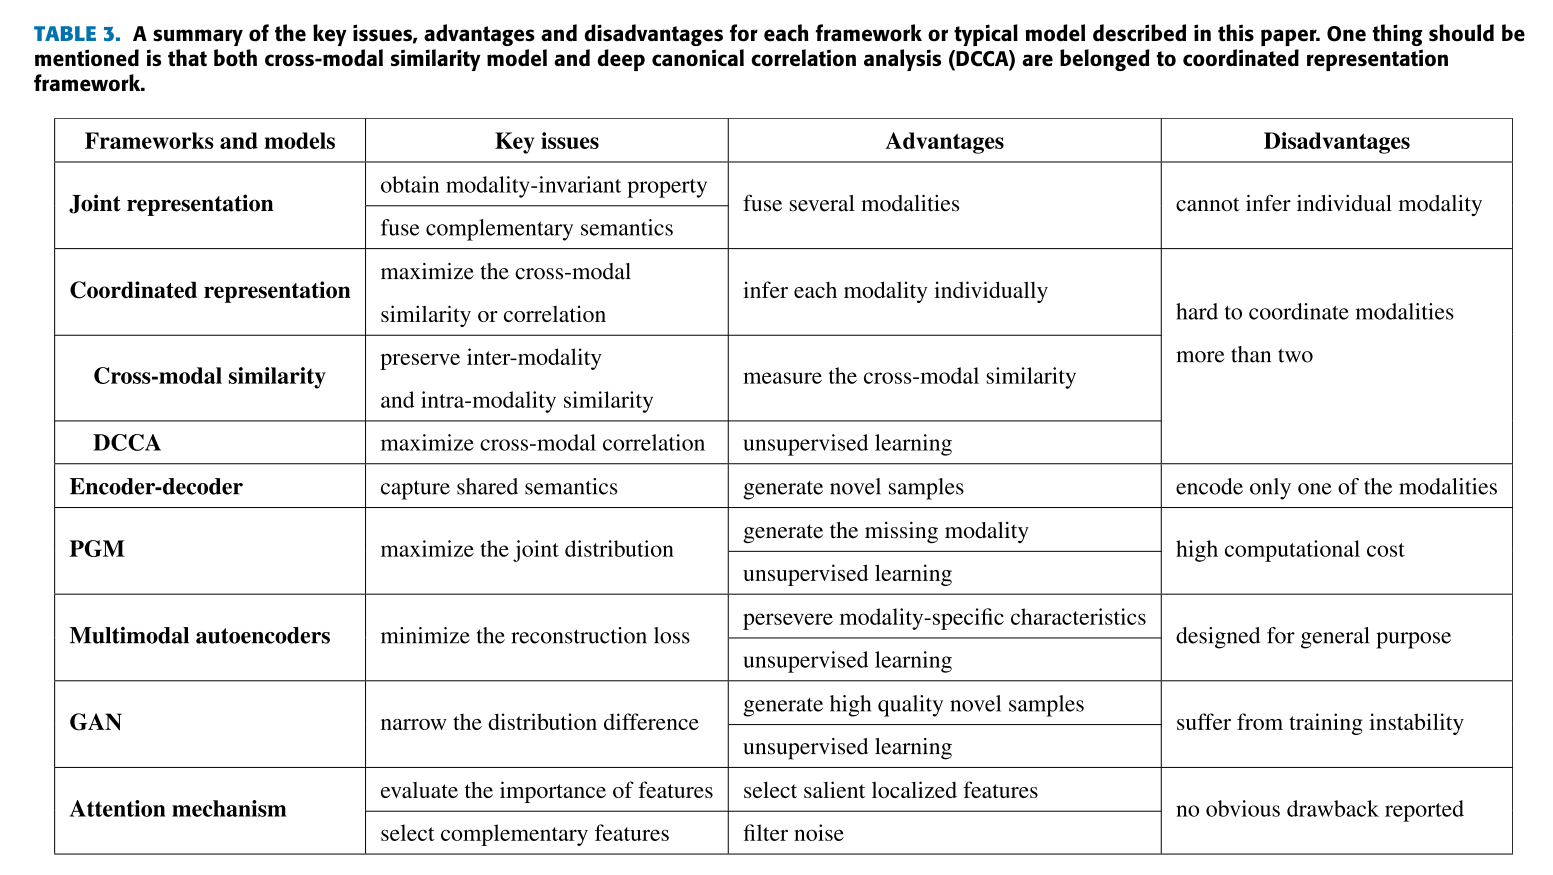 TABLE 3. A summary of the key issues, advantages and disadvantages for each framework or typical model described in this paper. One thing should be
mentioned is that both cross-modal similarity model and deep canonical correlation analysis (DCCA) are belonged to coordinated representation
framework.
Frameworks and models Key issues Advantages Disadvantages
Joint representation
obtain modality-invariant property
fuse complementary semantics
fuse several modalities
cannot infer individual modality
Coordinated representation
maximize the cross-modal
similarity or correlation
infer each modality individually
hard to coordinate modalities
more than two
Cross-modal similarity
preserve inter-modality
and intra-modality similarity
measure the cross-modal similarity
DCCA maximize cross-modal correlation unsupervised learning
Encoder-decoder capture shared semantics generate novel samples encode only one of the modalities
PGM
maximize the joint distribution
generate the missing modality
unsupervised learning
high computational cost
Multimodal autoencoders
minimize the reconstruction loss
persevere modality-specific characteristics
unsupervised learning
designed for general purpose
GAN
narrow the distribution difference
generate high quality novel samples
unsupervised learning
suffer from training instability
Attention mechanism
evaluate the importance of features
select complementary features
select salient localized features
filter noise
no obvious drawback reported